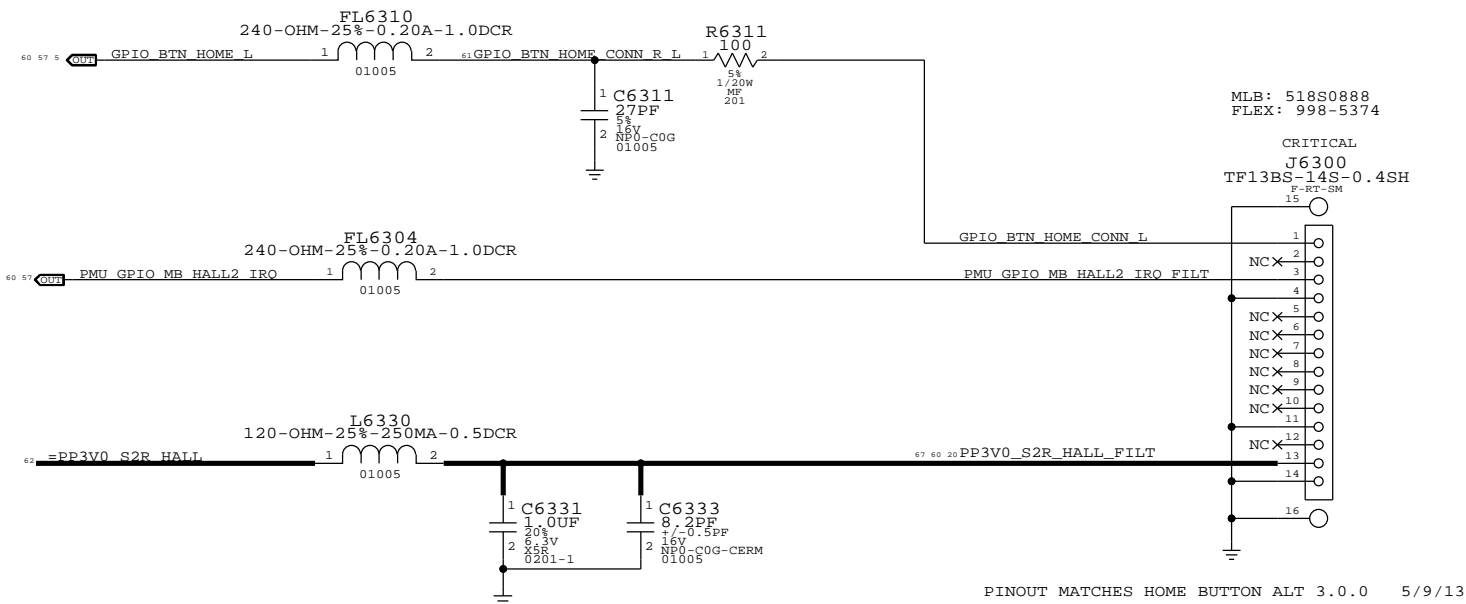 FL6310
240-OHM-25%-0.20A-1.0DCR
60 57 5 OUT GPIO_BTN_HOME_L 1 2 61 GPIO_BTN_HOME_CONN_R_L
01005
R6311
100
1 2
5%
1/20W
MF
201
1 C6311
27PF
5%
16V
2 NP0-C0G
01005
MLB: 518S0888
FLEX: 998-5374
CRITICAL
J6300
TF13BS-14S-0.4SH
F-RT-SM
15
GPIO_BTN_HOME_CONN_L 1
NC 2
FL6304
240-OHM-25%-0.20A-1.0DCR
60 57 OUT PMU_GPIO_MB_HALL2_IRQ 1 2 PMU_GPIO_MB_HALL2_IRQ_FILT 3
01005
4
NC 5
NC 6
NC 7
NC 8
NC 9
NC 10
11
NC 12
L6330
120-OHM-25%-250MA-0.5DCR
62 =PP3V0_S2R_HALL 1 2 67 60 20 PP3V0_S2R_HALL_FILT 13
01005
14
16
1 C6331
1.0UF
20%
6.3V
2 X5R
0201-1
1 C6333
8.2PF
+/-0.5PF
16V
2 NP0-C0G-CERM
01005
PINOUT MATCHES HOME BUTTON ALT 3.0.0 5/9/13